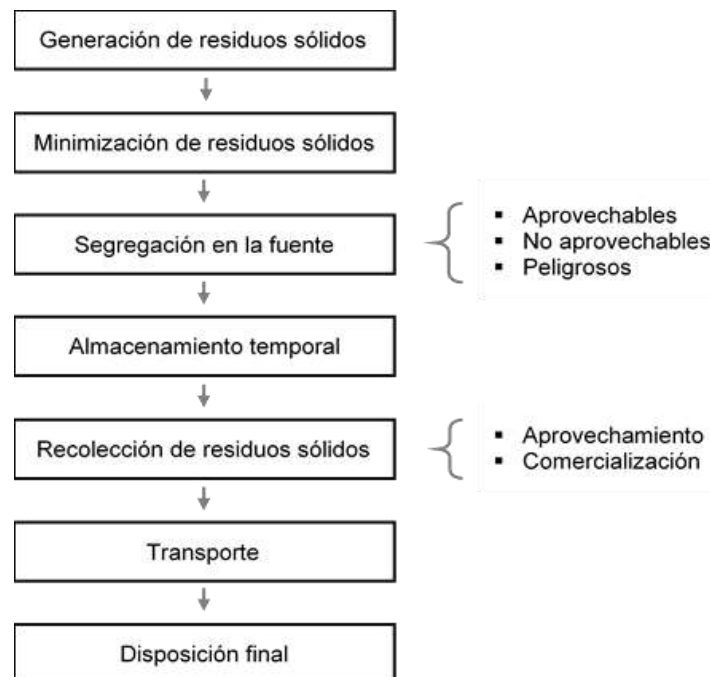 Generación de residuos sólidos
Minimización de residuos sólidos
Segregación en la fuente
▪ Aprovechables
▪ No aprovechables
▪ Peligrosos
Almacenamiento temporal
Recolección de residuos sólidos
▪ Aprovechamiento
▪ Comercialización
Transporte
Disposición final